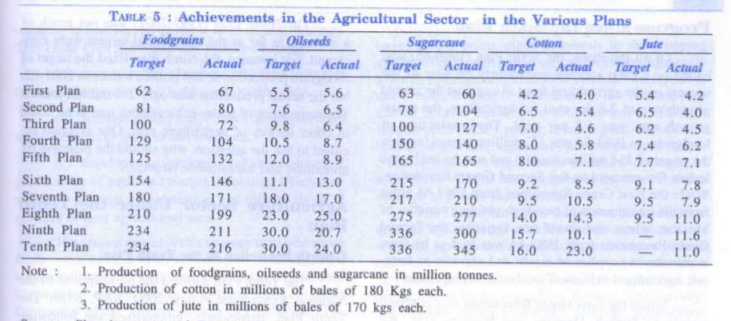 TABLE 5 : Achievements in the Agricultural Sector in the Various Plans
Foodgrains Oilseeds Sugarcane Cotton Jute
Target Actual Target Actual Target Actual Target Actual Target Actual
First Plan 62 67 5.5 5.6 63 60 4.2 4.0 5.4 4.2
Second Plan 81 80 7.6 6.5 78 104 6.5 5.4 6.5 4.0
Third Plan 100 72 9.8 6.4 100 127 7.0 4.6 6.2 4.5
Fourth Plan 129 104 10.5 8.7 150 140 8.0 5.8 7.4 6.2
Fifth Plan 125 132 12.0 8.9 165 165 8.0 7.1 7.7 7.1
Sixth Plan 154 146 11.1 13.0 215 170 9.2 8.5 9.1 7.8
Seventh Plan 180 171 18.0 17.0 217 210 9.5 10.5 9.5 7.9
Eighth Plan 210 199 23.0 25.0 275 277 14.0 14.3 9.5 11.0
Ninth Plan 234 211 30.0 20.7 336 300 15.7 10.1 — 11.6
Tenth Plan 234 216 30.0 24.0 336 345 16.0 23.0 — 11.0
Note : 1. Production of foodgrains, oilseeds and sugarcane in million tonnes.
2. Production of cotton in millions of bales of 180 Kgs each.
3. Production of jute in millions of bales of 170 kgs each.